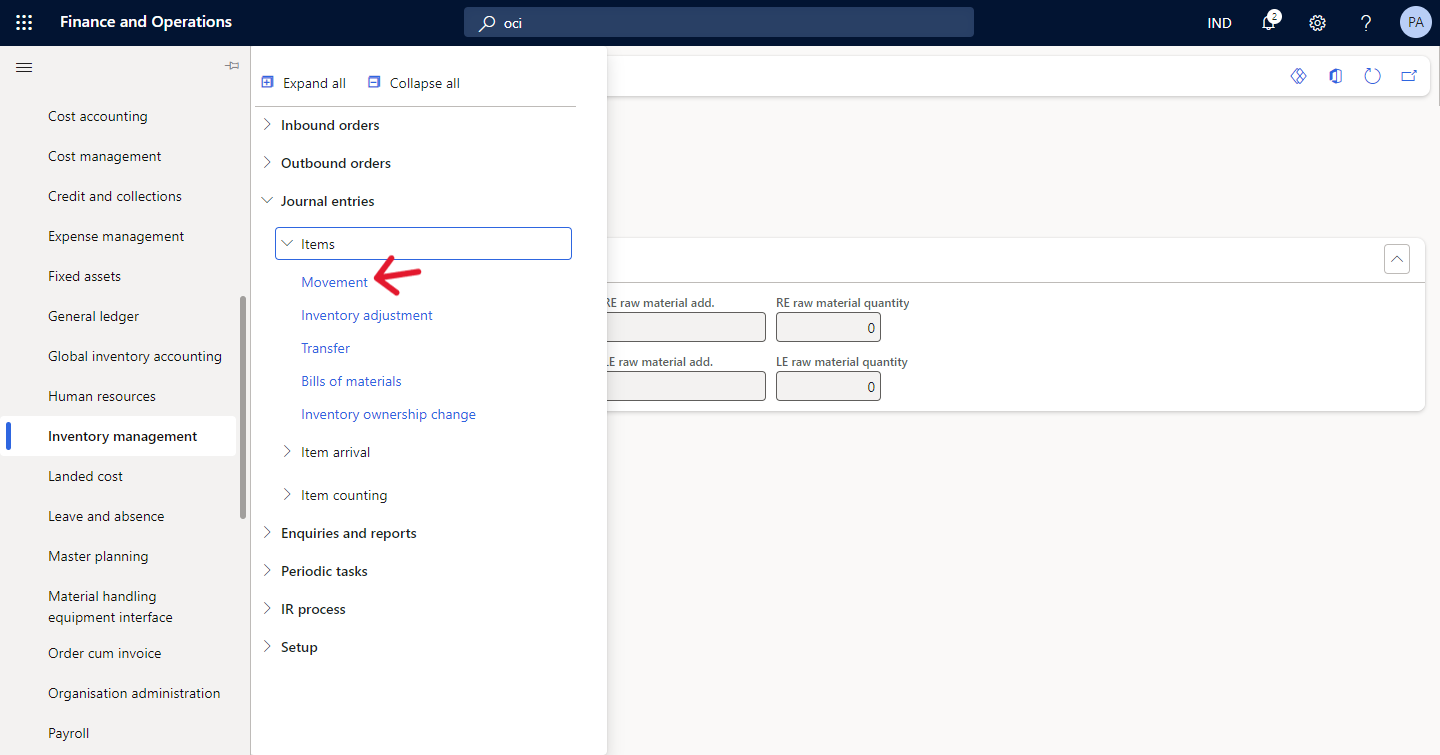 Finance and Operations
oci
IND
2
?
PA
Cost accounting
Cost management
Credit and collections
Expense management
Fixed assets
General ledger
Global inventory accounting
Human resources
Inventory management
Landed cost
Leave and absence
Master planning
Material handling
equipment interface
Order cum invoice
Organisation administration
Payroll
Expand all
Collapse all
Inbound orders
Outbound orders
Journal entries
Items
Movement
Inventory adjustment
Transfer
Bills of materials
Inventory ownership change
Item arrival
Item counting
Enquiries and reports
Periodic tasks
IR process
Setup
RE raw material add.
RE raw material quantity
0
LE raw material add.
LE raw material quantity
0